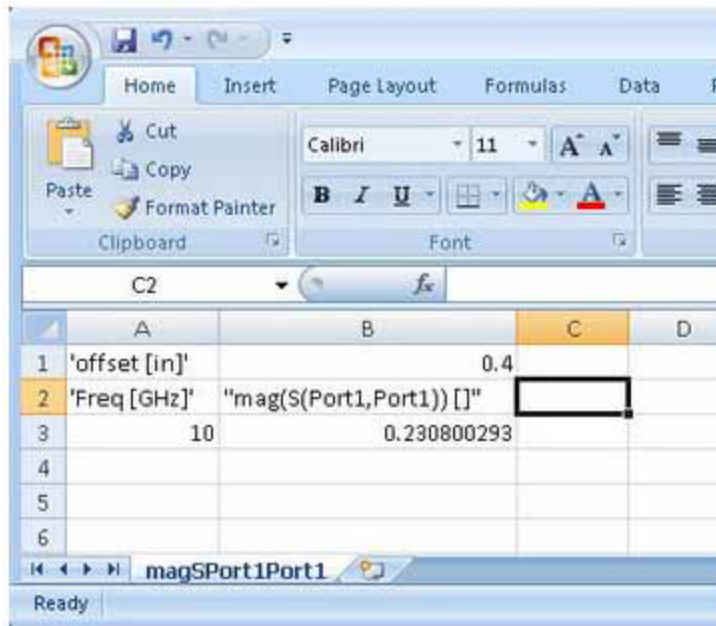 Home Insert Page Layout Formulas Data
Cut
Copy
Paste
Format Painter
Clipboard
Calibri 11 A A
B I U A
Font
C2 fx
A B C D
1 'offset [in]' 0.4
2 'Freq [GHz]' "mag(S(Port1,Port1)) []"
3 10 0.230800293
4
5
6
magSPort1Port1
Ready